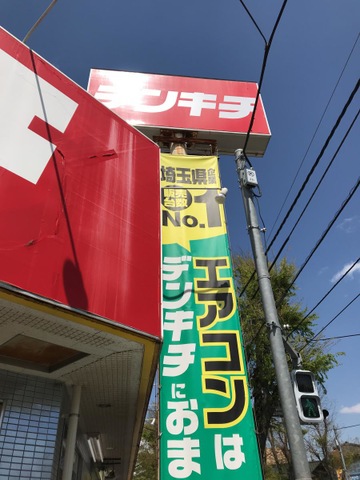 デンキチ
埼玉県
販売
台数
No.1
エアコンは
デンキチにおま